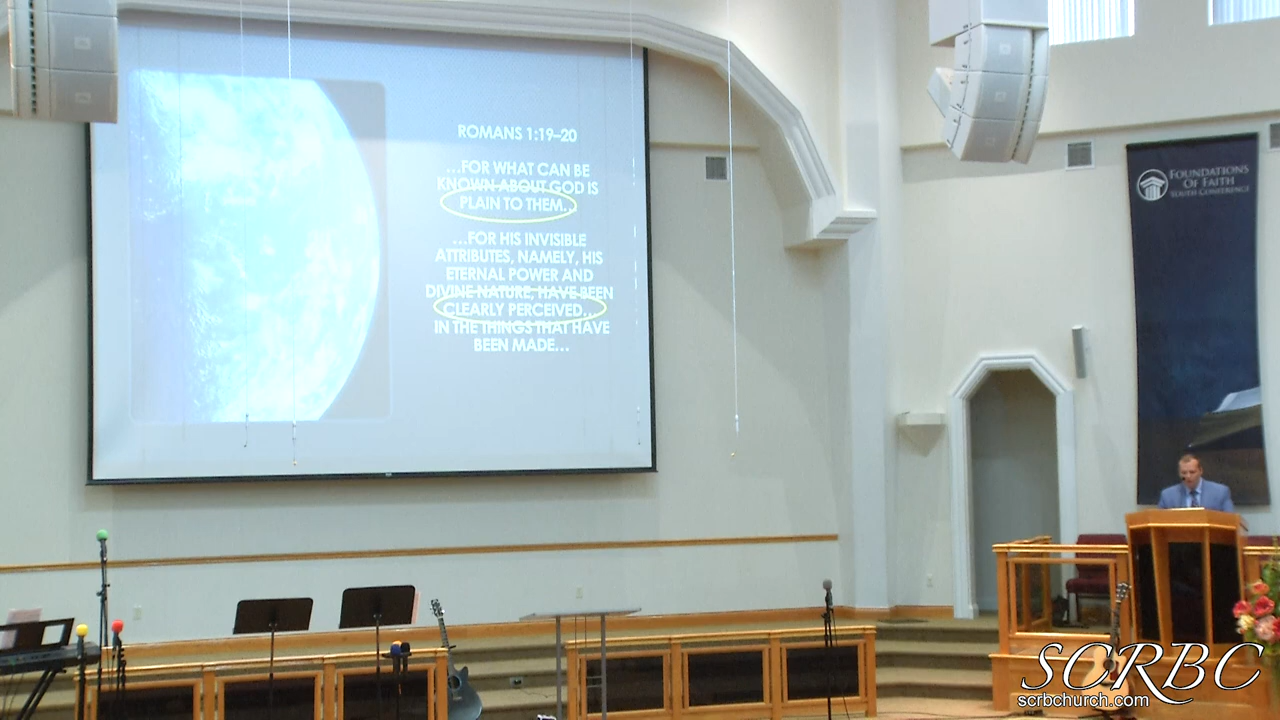 ROMANS 1:19–20
...FOR WHAT CAN BE
KNOWN ABOUT GOD IS
PLAIN TO THEM...
...FOR HIS INVISIBLE
ATTRIBUTES, NAMELY, HIS
ETERNAL POWER AND
DIVINE NATURE, HAVE BEEN
CLEARLY PERCEIVED...
IN THE THINGS THAT HAVE
BEEN MADE...
FOUNDATIONS
OF FAITH
YOUTH CONFERENCE
SCRBC
scrbchurch.com